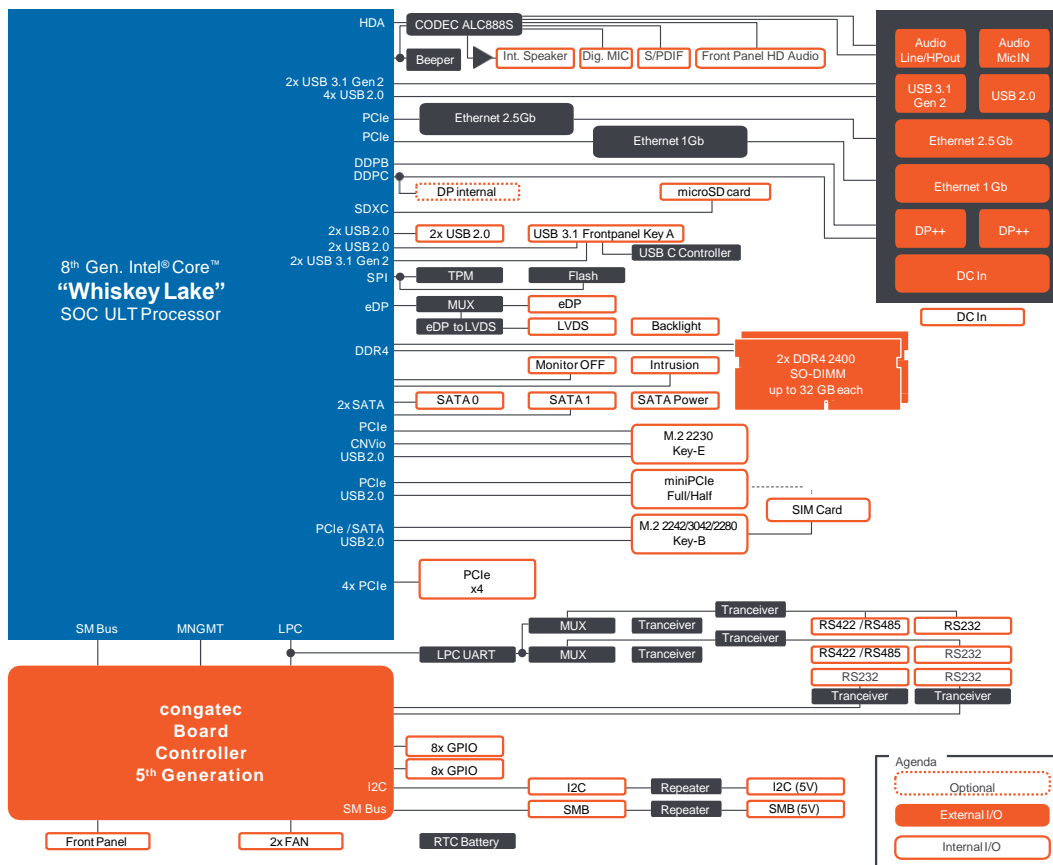 HDA
CODEC ALC888S
Beeper
Int. Speaker
Dig. MIC
S/PDIF
Front Panel HD Audio
Audio
Line/HPout
Audio
MicIN
2x USB 3.1 Gen 2
4x USB 2.0
USB 3.1
Gen 2
USB 2.0
PCIe
Ethernet 2.5Gb
PCIe
Ethernet 1Gb
Ethernet 2.5Gb
DDPB
DDPC
Ethernet 1Gb
DP internal
microSD card
SDXC
DP++
DP++
2x USB 2.0
2x USB 2.0
USB 3.1 Frontpanel Key A
2x USB 2.0
USB C Controller
2x USB 3.1 Gen 2
8th Gen. Intel® Core™
"Whiskey Lake"
SOC ULT Processor
SPI
TPM
Flash
DC In
eDP
MUX
eDP
DC In
eDP to LVDS
LVDS
Backlight
DDR4
2x DDR4 2400
SO-DIMM
up to 32 GB each
Monitor OFF
Intrusion
2x SATA
SATA 0
SATA 1
SATA Power
PCIe
CNVio
USB 2.0
M.2 2230
Key-E
PCIe
USB 2.0
miniPCIe
Full/Half
SIM Card
PCIe / SATA
USB 2.0
M.2 2242/3042/2280
Key-B
4x PCIe
PCIe
x4
SM Bus
MNGMT
LPC
Tranceiver
MUX
Tranceiver
RS422 / RS485
RS232
Tranceiver
LPC UART
MUX
Tranceiver
RS422 / RS485
RS232
RS232
RS232
Tranceiver
Tranceiver
congatec
Board
Controller
5th Generation
8x GPIO
8x GPIO
I2C
I2C
Repeater
I2C (5V)
SM Bus
SMB
Repeater
SMB (5V)
Front Panel
2x FAN
RTC Battery
Agenda
Optional
External I/O
Internal I/O